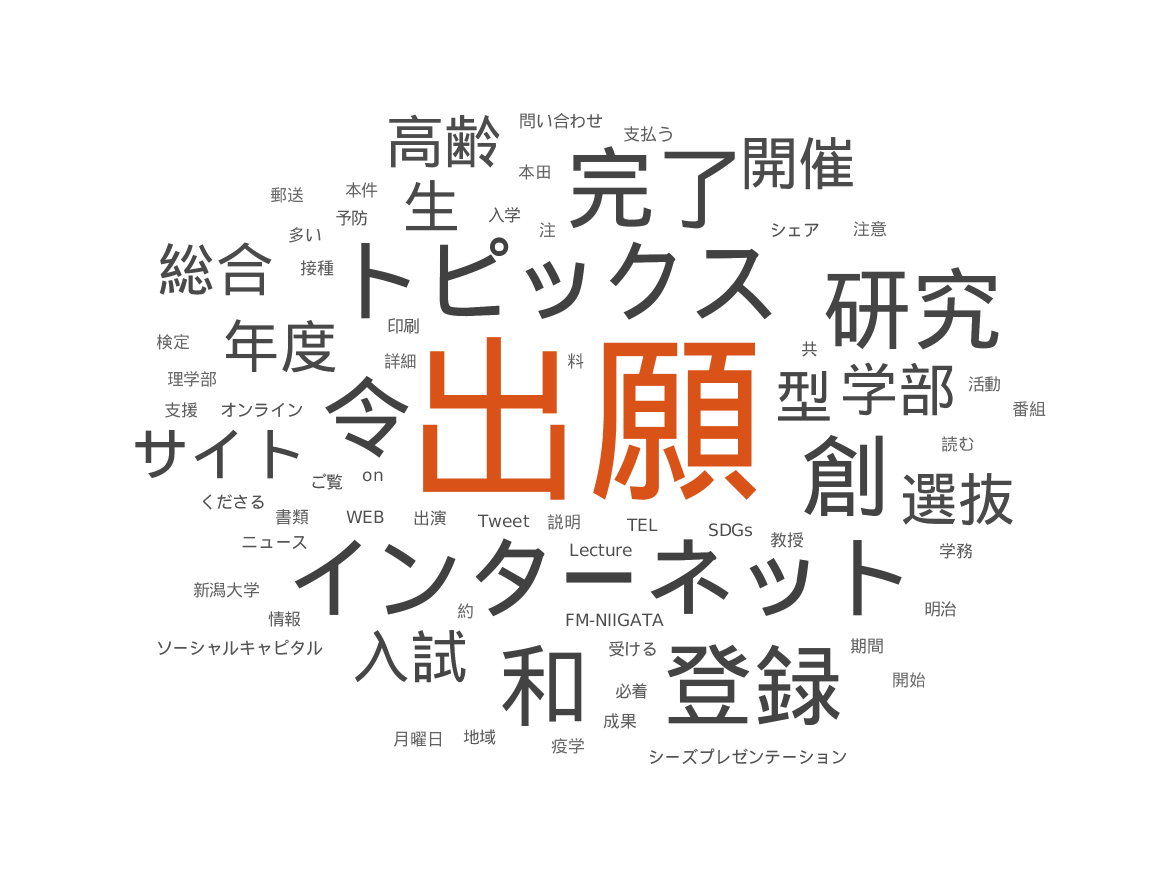 高齢
問い合わせ
支払う
完了
開催
本田
郵送
本件
生
入学
予防
注
シェア
注意
多い
総合
接種
トピックス
研究
年度
印刷
検定
詳細
出願
料
共
理学部
型
学部
活動
支援
オンライン
令
番組
サイト
読む
ご覧
on
創
選抜
くださる
書類
WEB
出演
Tweet
説明
TEL
SDGs
教授
ニュース
Lecture
学務
インターネット
新潟大学
情報
約
FM-NIIGATA
明治
ソーシャルキャピタル
入試
和
受ける
登録
期間
必着
開始
成果
月曜日
地域
疫学
シーズプレゼンテーション